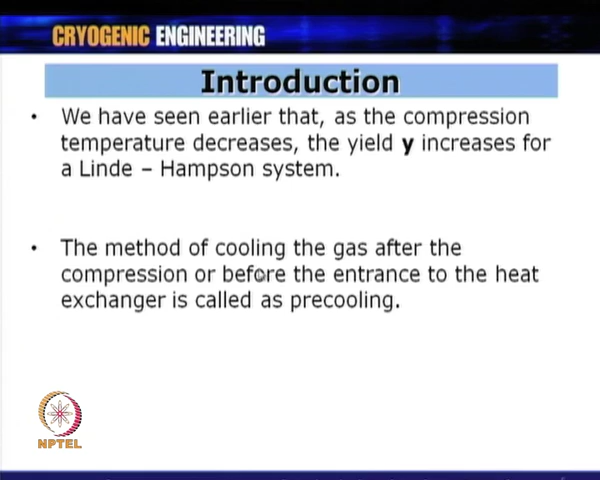 CRYOGENIC ENGINEERING
Introduction
• We have seen earlier that, as the compression
temperature decreases, the yield y increases for
a Linde – Hampson system.
• The method of cooling the gas after the
compression or before the entrance to the heat
exchanger is called as precooling.
NPTEL